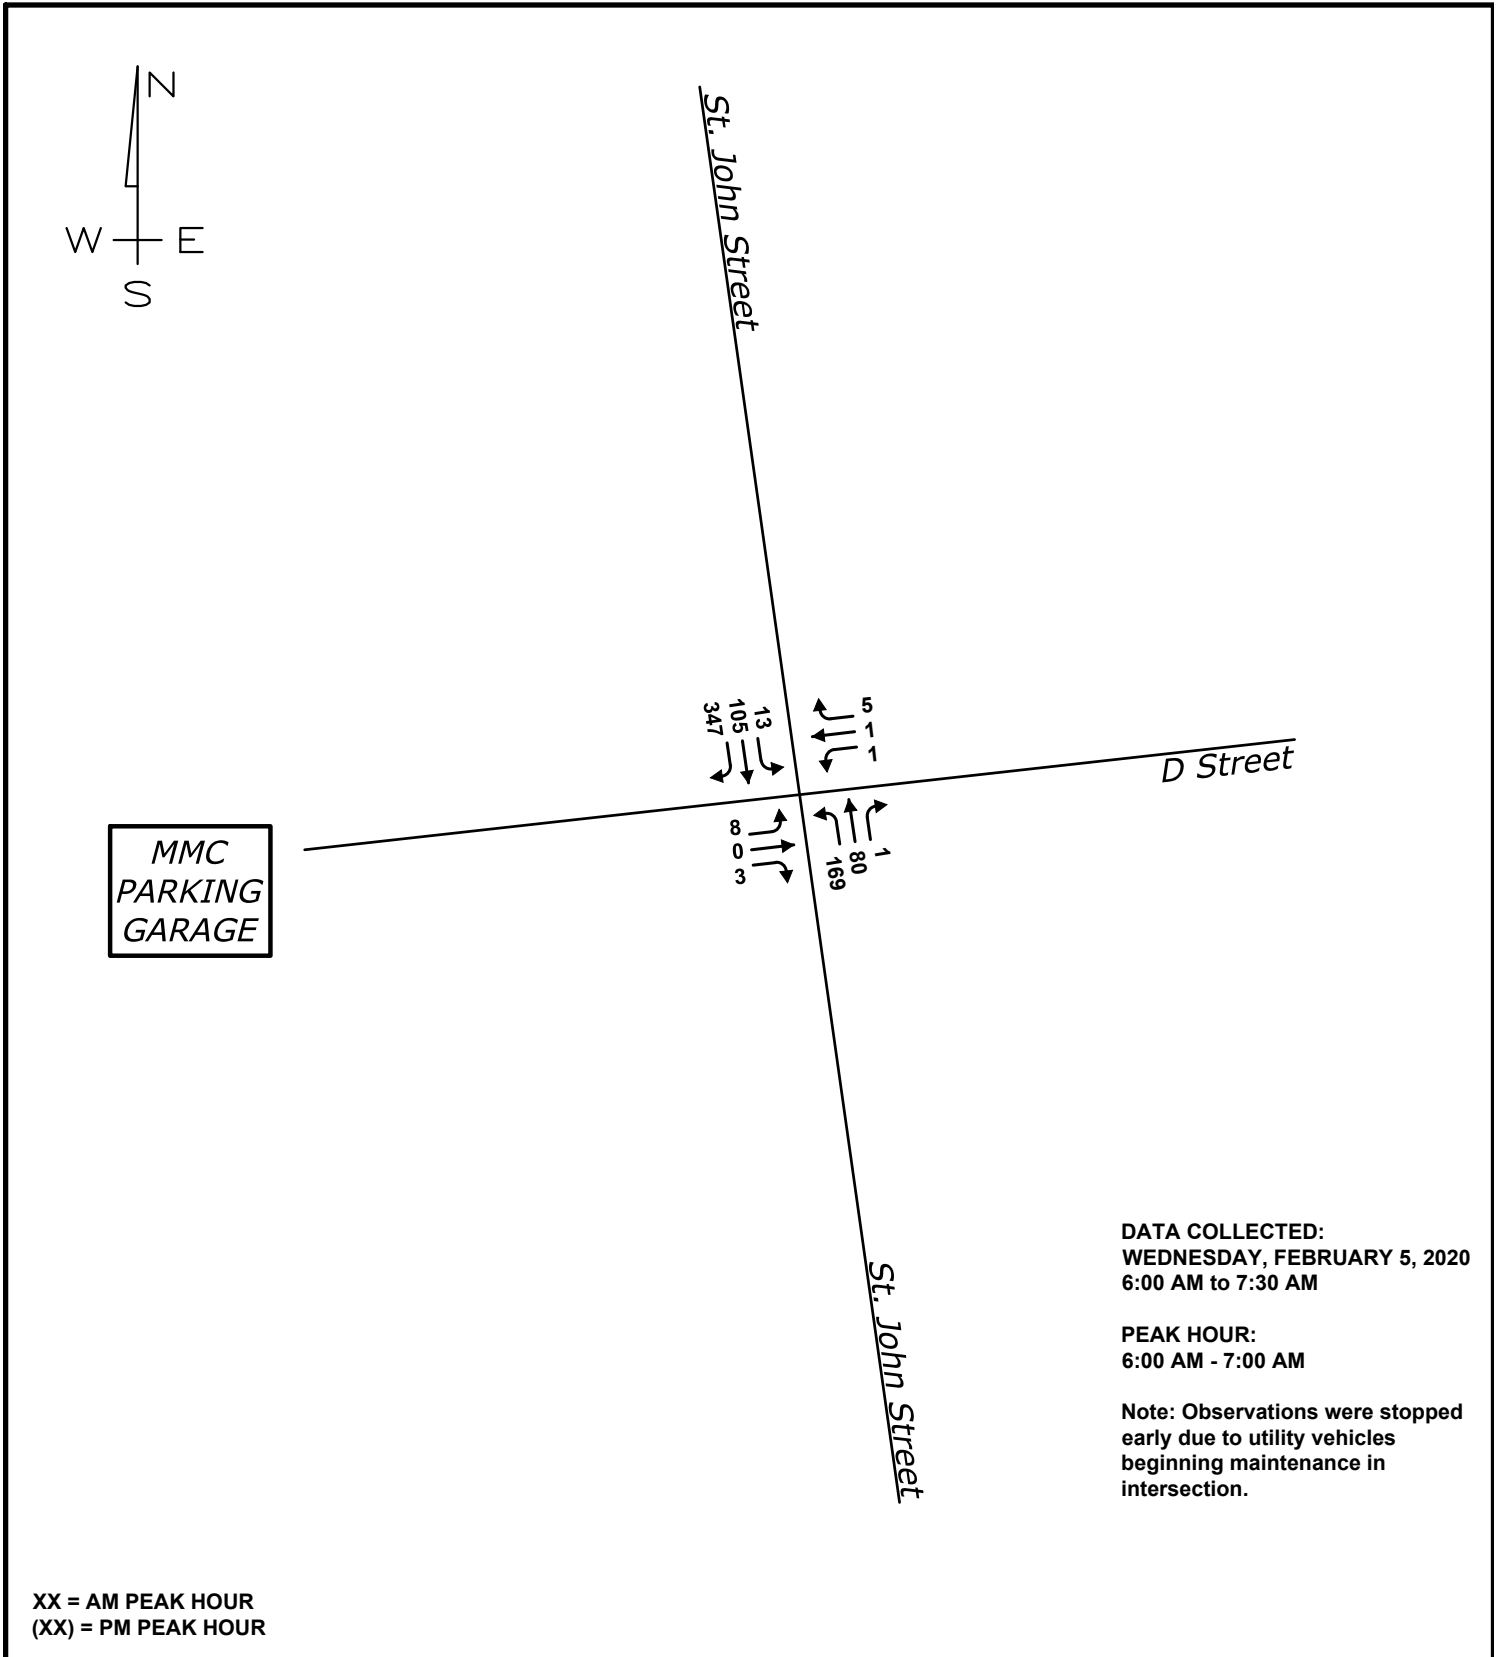 N
W E
S
St. John Street
347
105
13
5
1
1
D Street
8
0
3
169
80
1
MMC
PARKING
GARAGE
St. John Street
DATA COLLECTED:
WEDNESDAY, FEBRUARY 5, 2020
6:00 AM to 7:30 AM
PEAK HOUR:
6:00 AM - 7:00 AM
Note: Observations were stopped
early due to utility vehicles
beginning maintenance in
intersection.
XX = AM PEAK HOUR
(XX) = PM PEAK HOUR